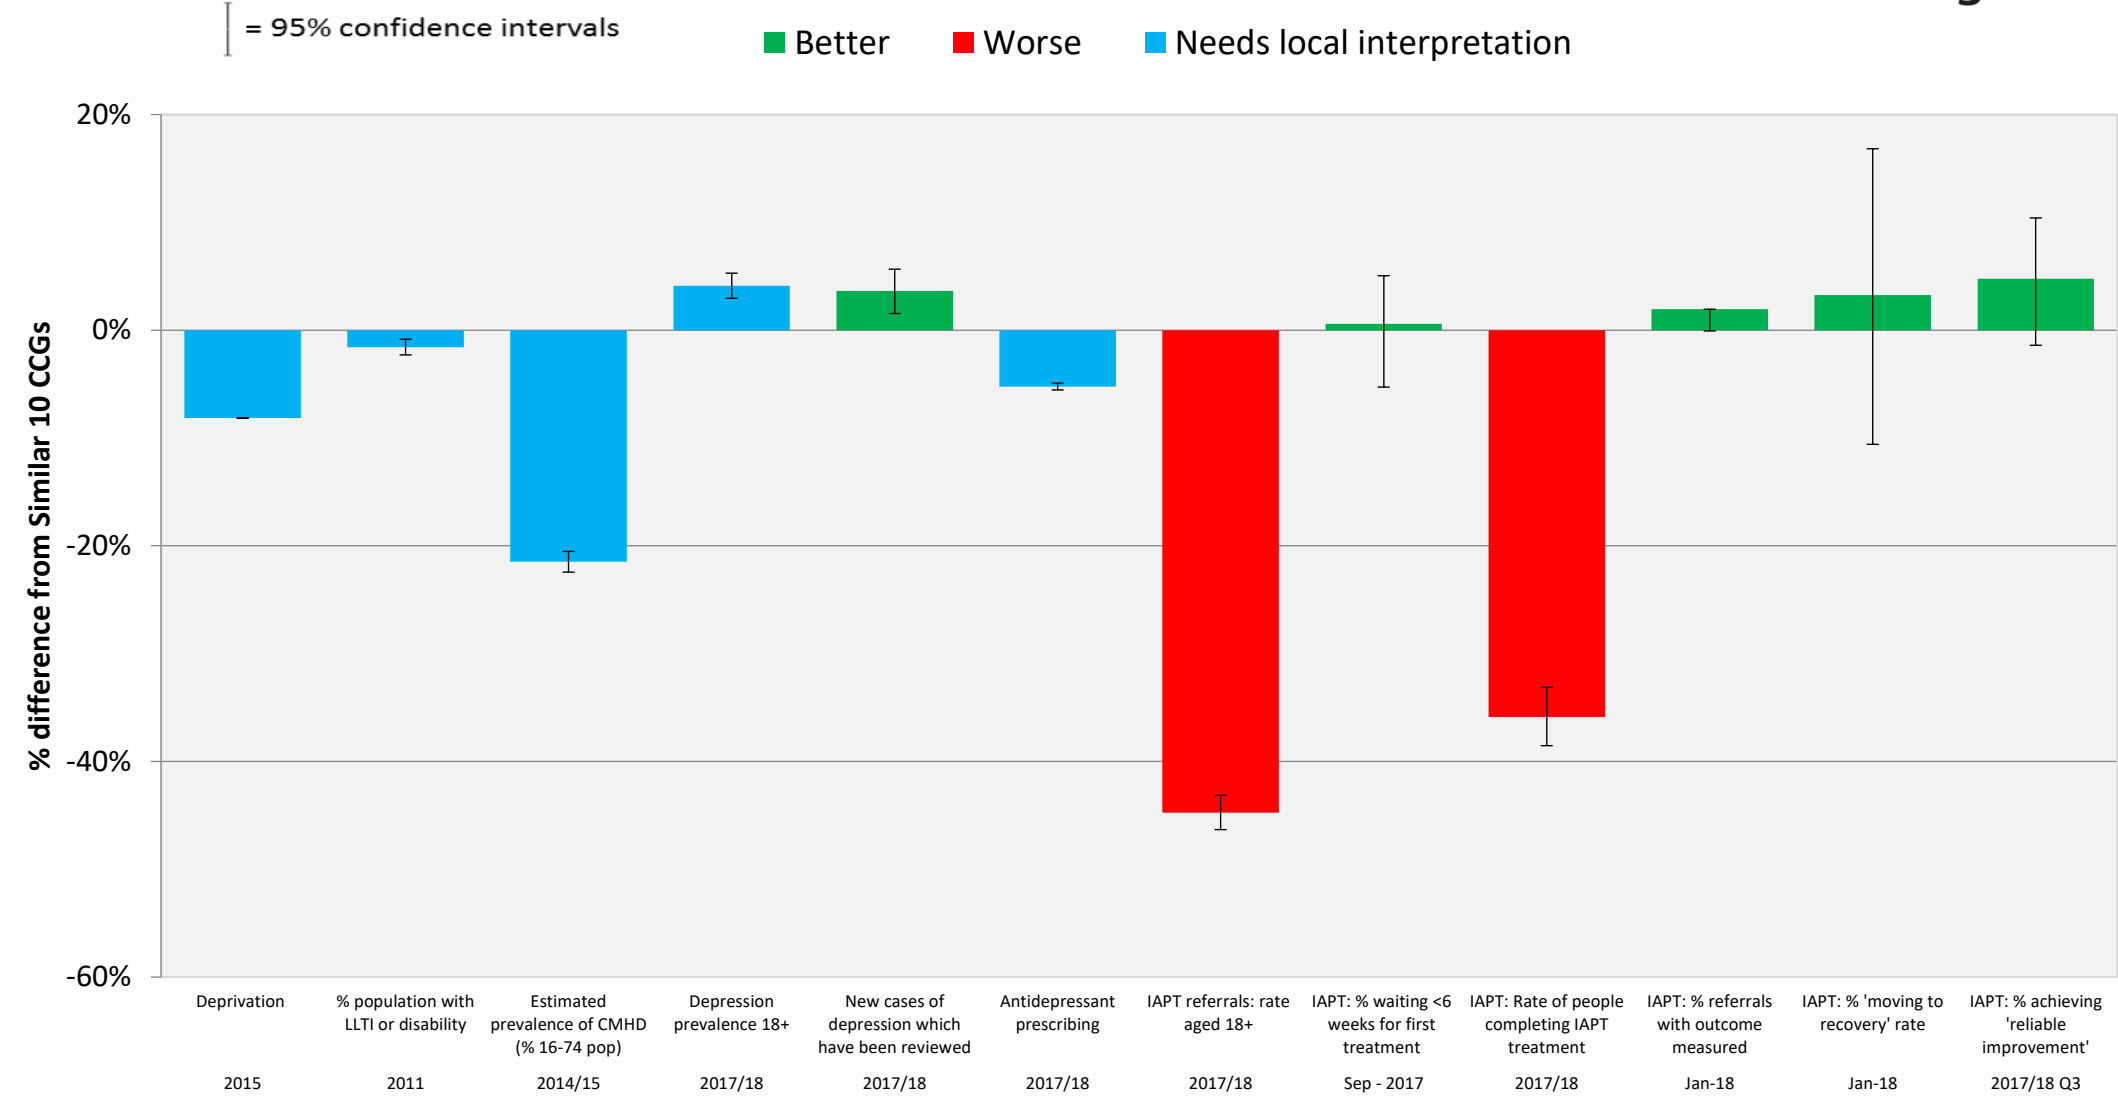 = 95% confidence intervals
Better
Worse
Needs local interpretation
20%
0%
-20%
-40%
-60%
% difference from Similar 10 CCGs
Deprivation
2015
% population with
LLTI or disability
2011
Estimated
prevalence of CMHD
(% 16-74 pop)
2014/15
Depression
prevalence 18+
2017/18
New cases of
depression which
have been reviewed
2017/18
Antidepressant
prescribing
2017/18
IAPT referrals: rate
aged 18+
2017/18
IAPT: % waiting <6
weeks for first
treatment
Sep - 2017
IAPT: Rate of people
completing IAPT
treatment
2017/18
IAPT: % referrals
with outcome
measured
Jan-18
IAPT: % 'moving to
recovery' rate
Jan-18
IAPT: % achieving
'reliable
improvement'
2017/18 Q3